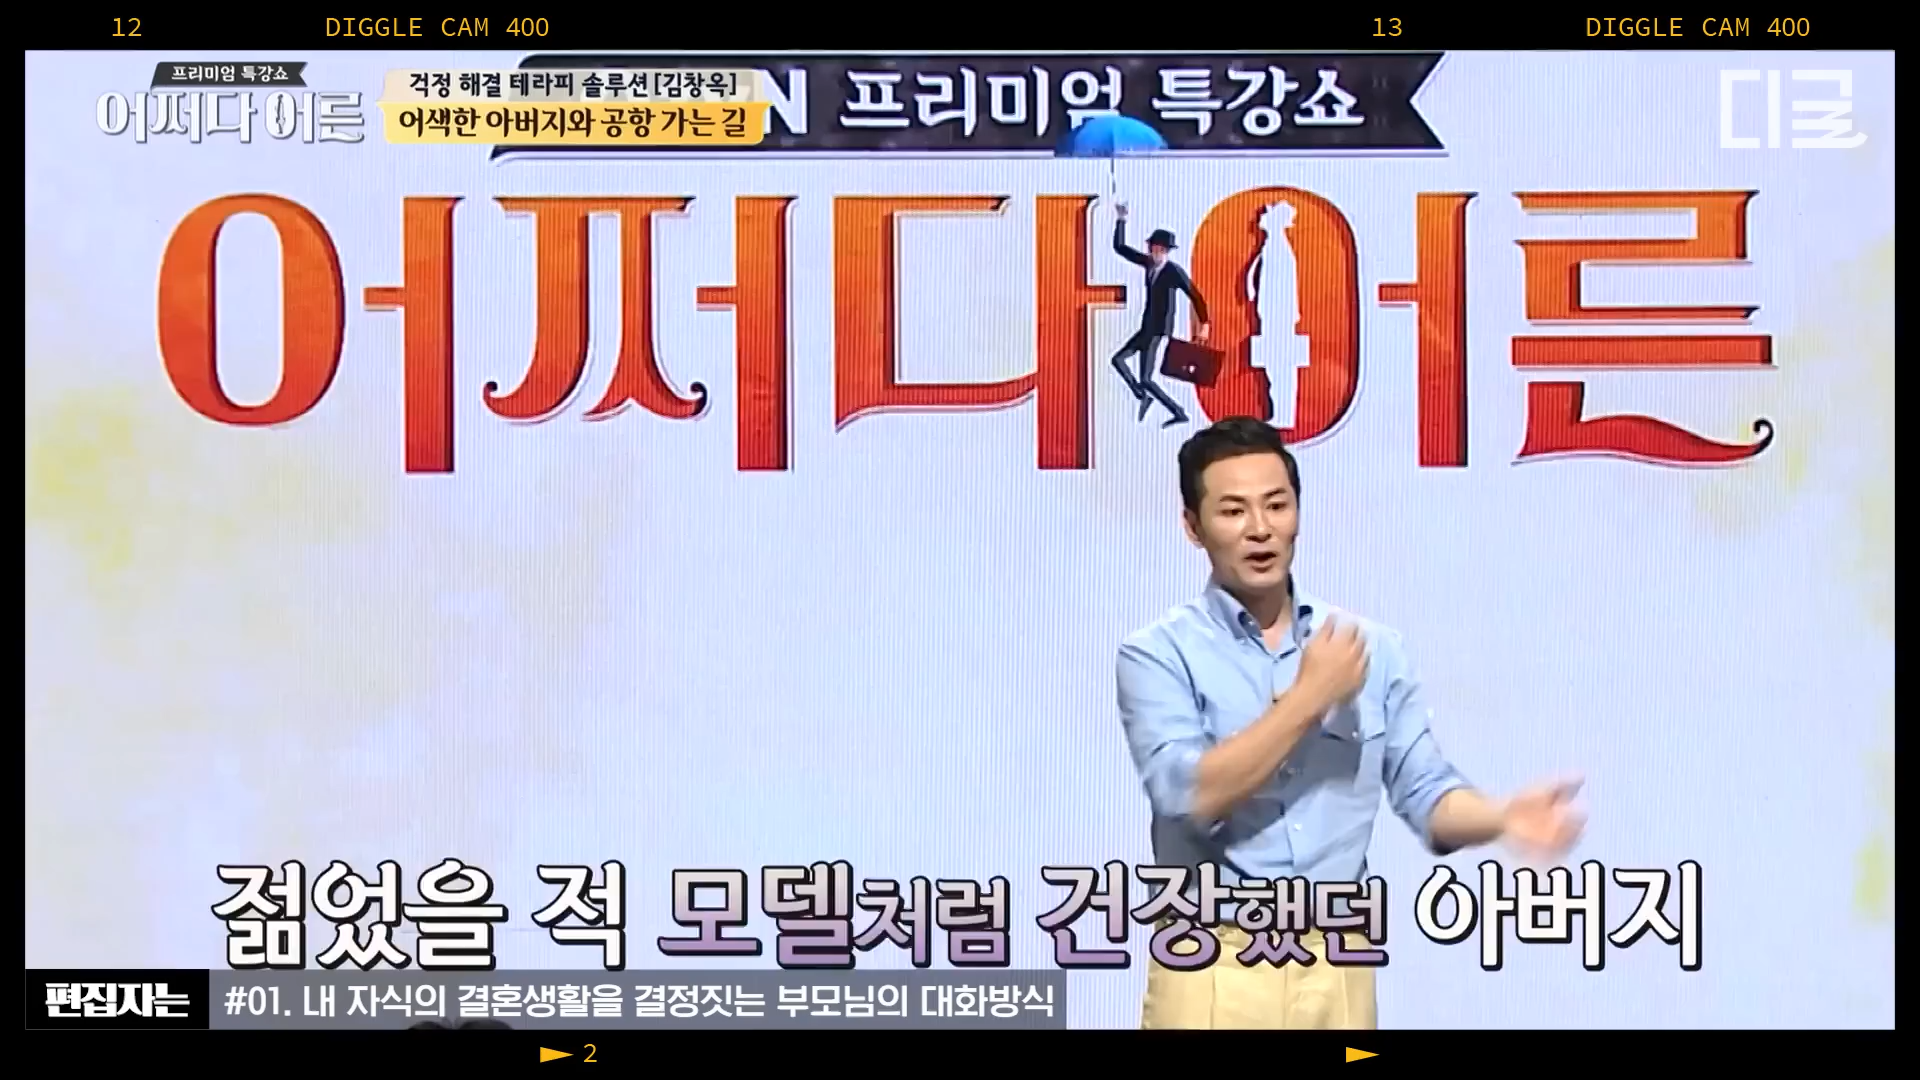 12 DIGGLE CAM 400 13 DIGGLE CAM 400
프리미엄 특강쇼
어쩌다 어른
걱정 해결 테라피 솔루션[김창옥]
어색한 아버지와 공항 가는 길
N 프리미엄 특강쇼
디글
어쩌다 어른
젊었을 적 모델처럼 건장했던 아버지
편집자는 #01. 내 자식의 결혼생활을 결정짓는 부모님의 대화방식
2